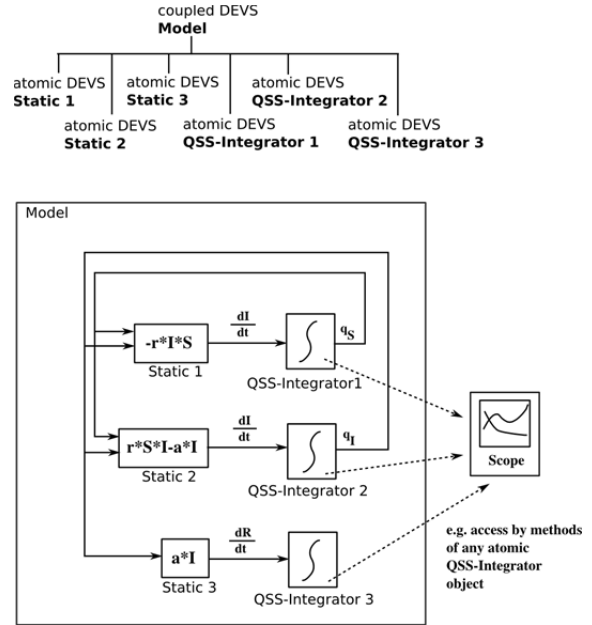 coupled DEVS
Model
atomic DEVS
Static 1
atomic DEVS
Static 3
atomic DEVS
QSS-Integrator 2
atomic DEVS
Static 2
atomic DEVS
QSS-Integrator 1
atomic DEVS
QSS-Integrator 3
Model
-r*I*S
Static 1
dI
dt
q_S
QSS-Integrator1
r*S*I-a*I
Static 2
dI
dt
q_I
QSS-Integrator 2
a*I
Static 3
dR
dt
QSS-Integrator 3
Scope
e.g. access by methods
of any atomic
QSS-Integrator
object